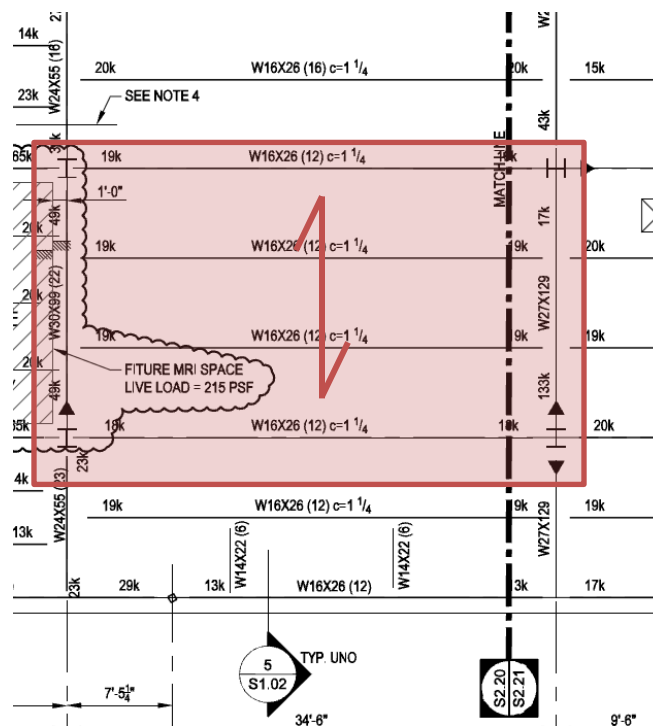 14k
W24X55 (16)
20k W16X26 (16) c=1 1/4 20k 15k
23k SEE NOTE 4
43k
MATCH LINE
65k 19k W16X26 (12) c=1 1/4
1'-0"
49k 17k
20k 19k W16X26 (12) c=1 1/4 19k 20k
W30X99 (22) W27X129
20k 19k W16X26 (12) c=1 1/4 19k 19k
FITURE MRI SPACE
LIVE LOAD = 215 PSF
20k
49k 133k
18k W16X26 (12) c=1 1/4 18k 20k
23k
4k W24X55 (23)
19k W16X26 (12) c=1 1/4 9k 19k
W27X129
13k W14X22 (6) W14X22 (6)
23k 29k 13k W16X26 (12) 3k 17k
5
S1.02
TYP. UNO
S2.20
S2.21
7'-5 1/4"
34'-6" 9'-6"